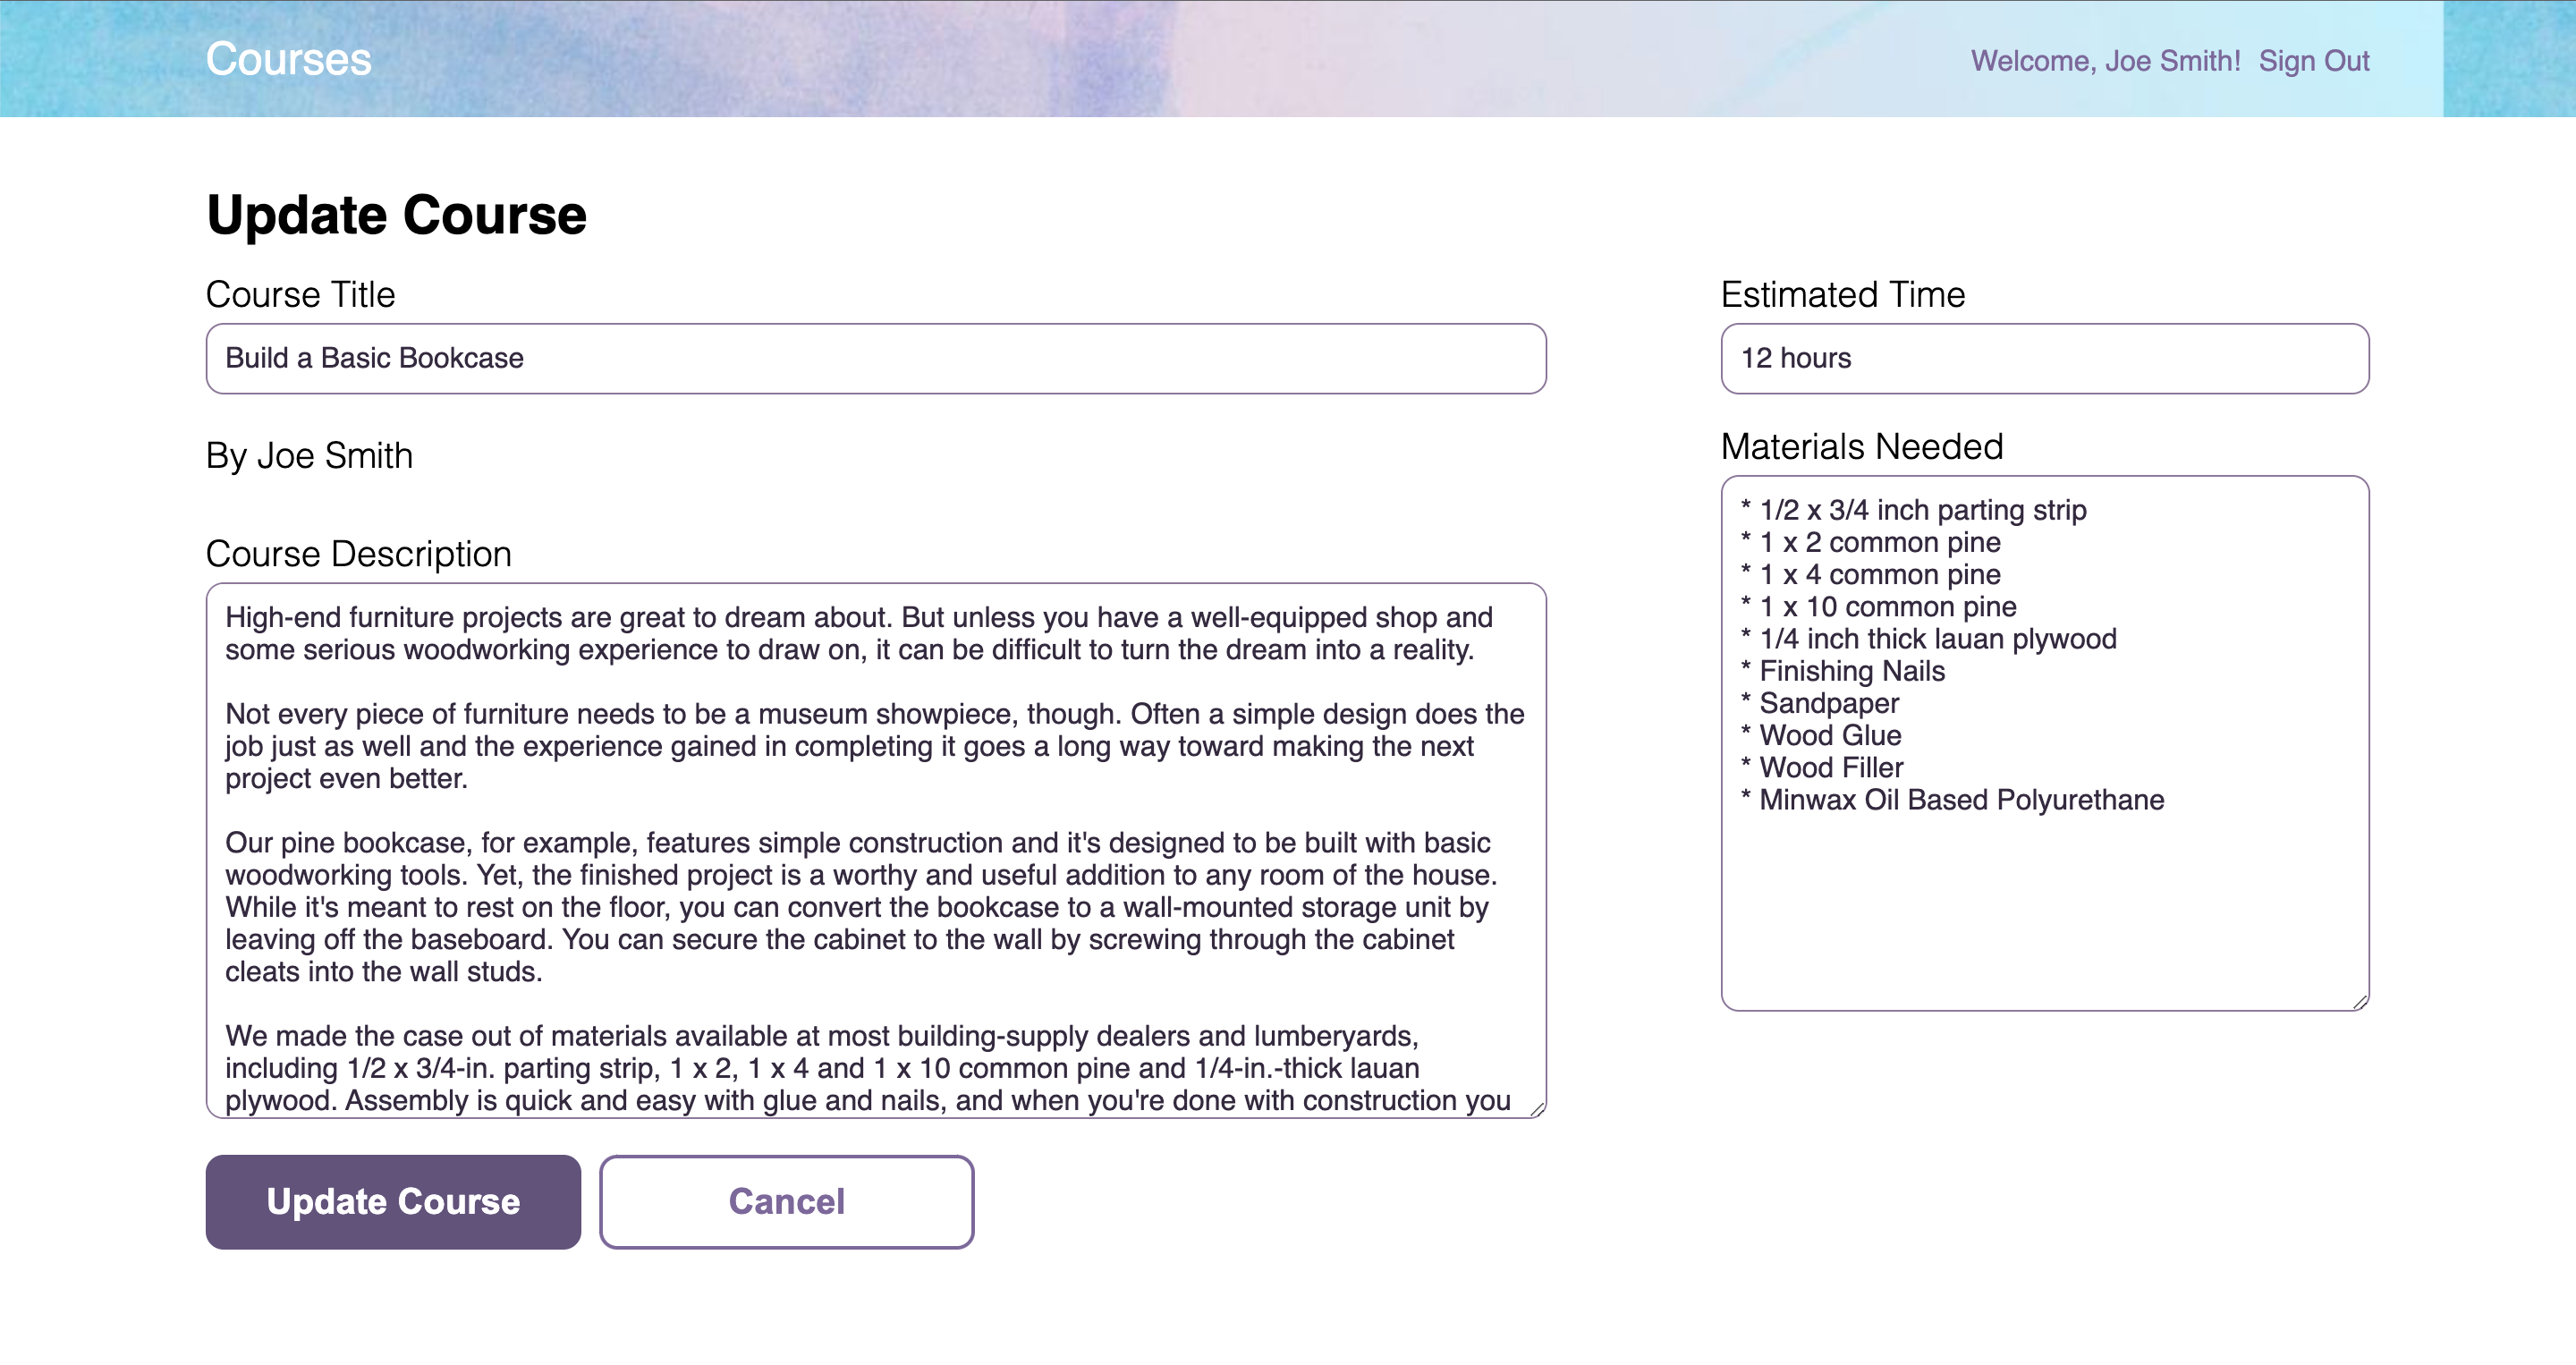 Courses
Welcome, Joe Smith! Sign Out
Update Course
Course Title
Build a Basic Bookcase
By Joe Smith
Course Description
High-end furniture projects are great to dream about. But unless you have a well-equipped shop and
some serious woodworking experience to draw on, it can be difficult to turn the dream into a reality.
Not every piece of furniture needs to be a museum showpiece, though. Often a simple design does the
job just as well and the experience gained in completing it goes a long way toward making the next
project even better.
Our pine bookcase, for example, features simple construction and it's designed to be built with basic
woodworking tools. Yet, the finished project is a worthy and useful addition to any room of the house.
While it's meant to rest on the floor, you can convert the bookcase to a wall-mounted storage unit by
leaving off the baseboard. You can secure the cabinet to the wall by screwing through the cabinet
cleats into the wall studs.
We made the case out of materials available at most building-supply dealers and lumberyards,
including 1/2 x 3/4-in. parting strip, 1 x 2, 1 x 4 and 1 x 10 common pine and 1/4-in.-thick lauan
plywood. Assembly is quick and easy with glue and nails, and when you're done with construction you
Estimated Time
12 hours
Materials Needed
* 1/2 x 3/4 inch parting strip
* 1 x 2 common pine
* 1 x 4 common pine
* 1 x 10 common pine
* 1/4 inch thick lauan plywood
* Finishing Nails
* Sandpaper
* Wood Glue
* Wood Filler
* Minwax Oil Based Polyurethane
Update Course
Cancel